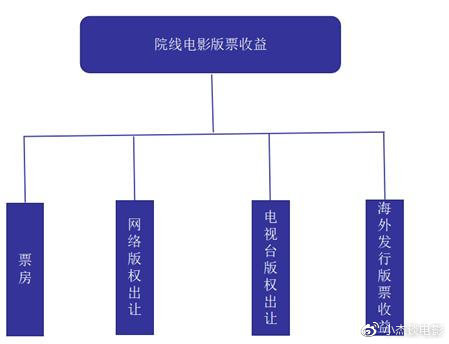 院线电影版票收益
票房
网络版权出让
电视台版权出让
海外发行版票收益
@小杰谈电影